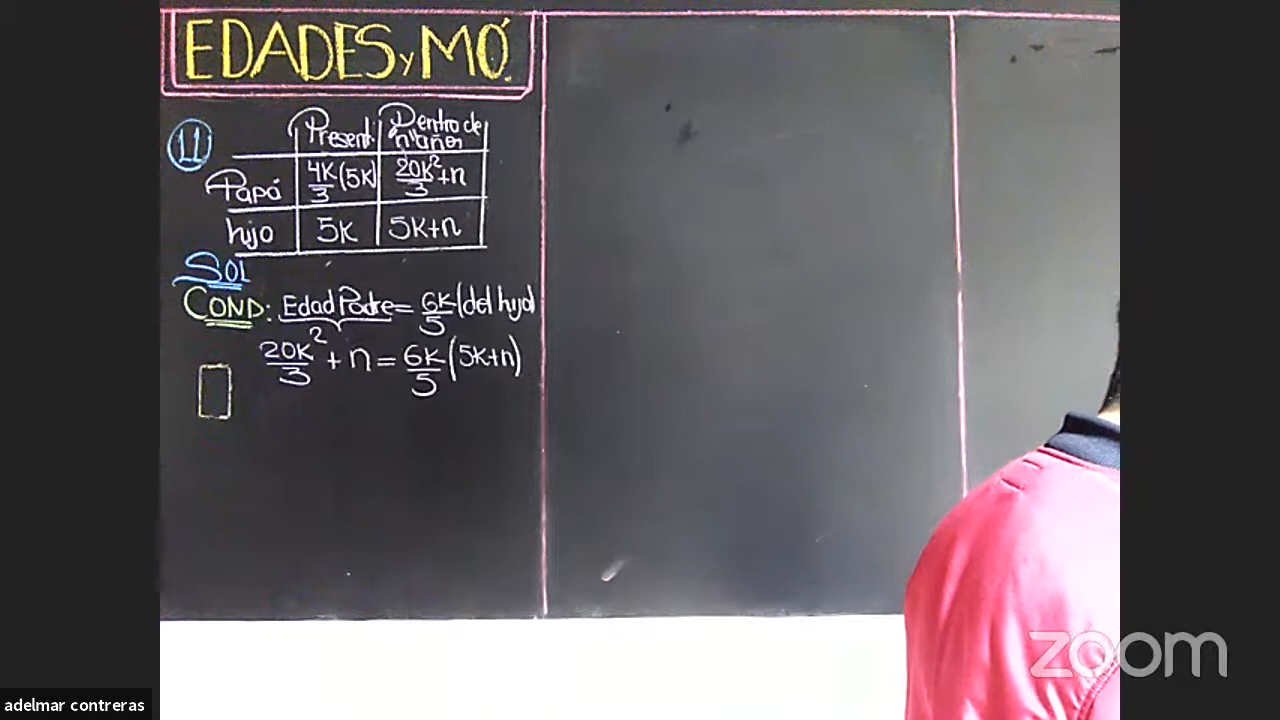 EDADES y MÓ.
11
Present. Dentro de "n" años
Papá 4K/3 (5K) 20K²/3 + n
hijo 5K 5K+n
Sol
COND: Edad Padre = 6K/5 (del hijo)
20K²/3 + n = 6K/5 (5K+n)
zoom
adelmar contreras